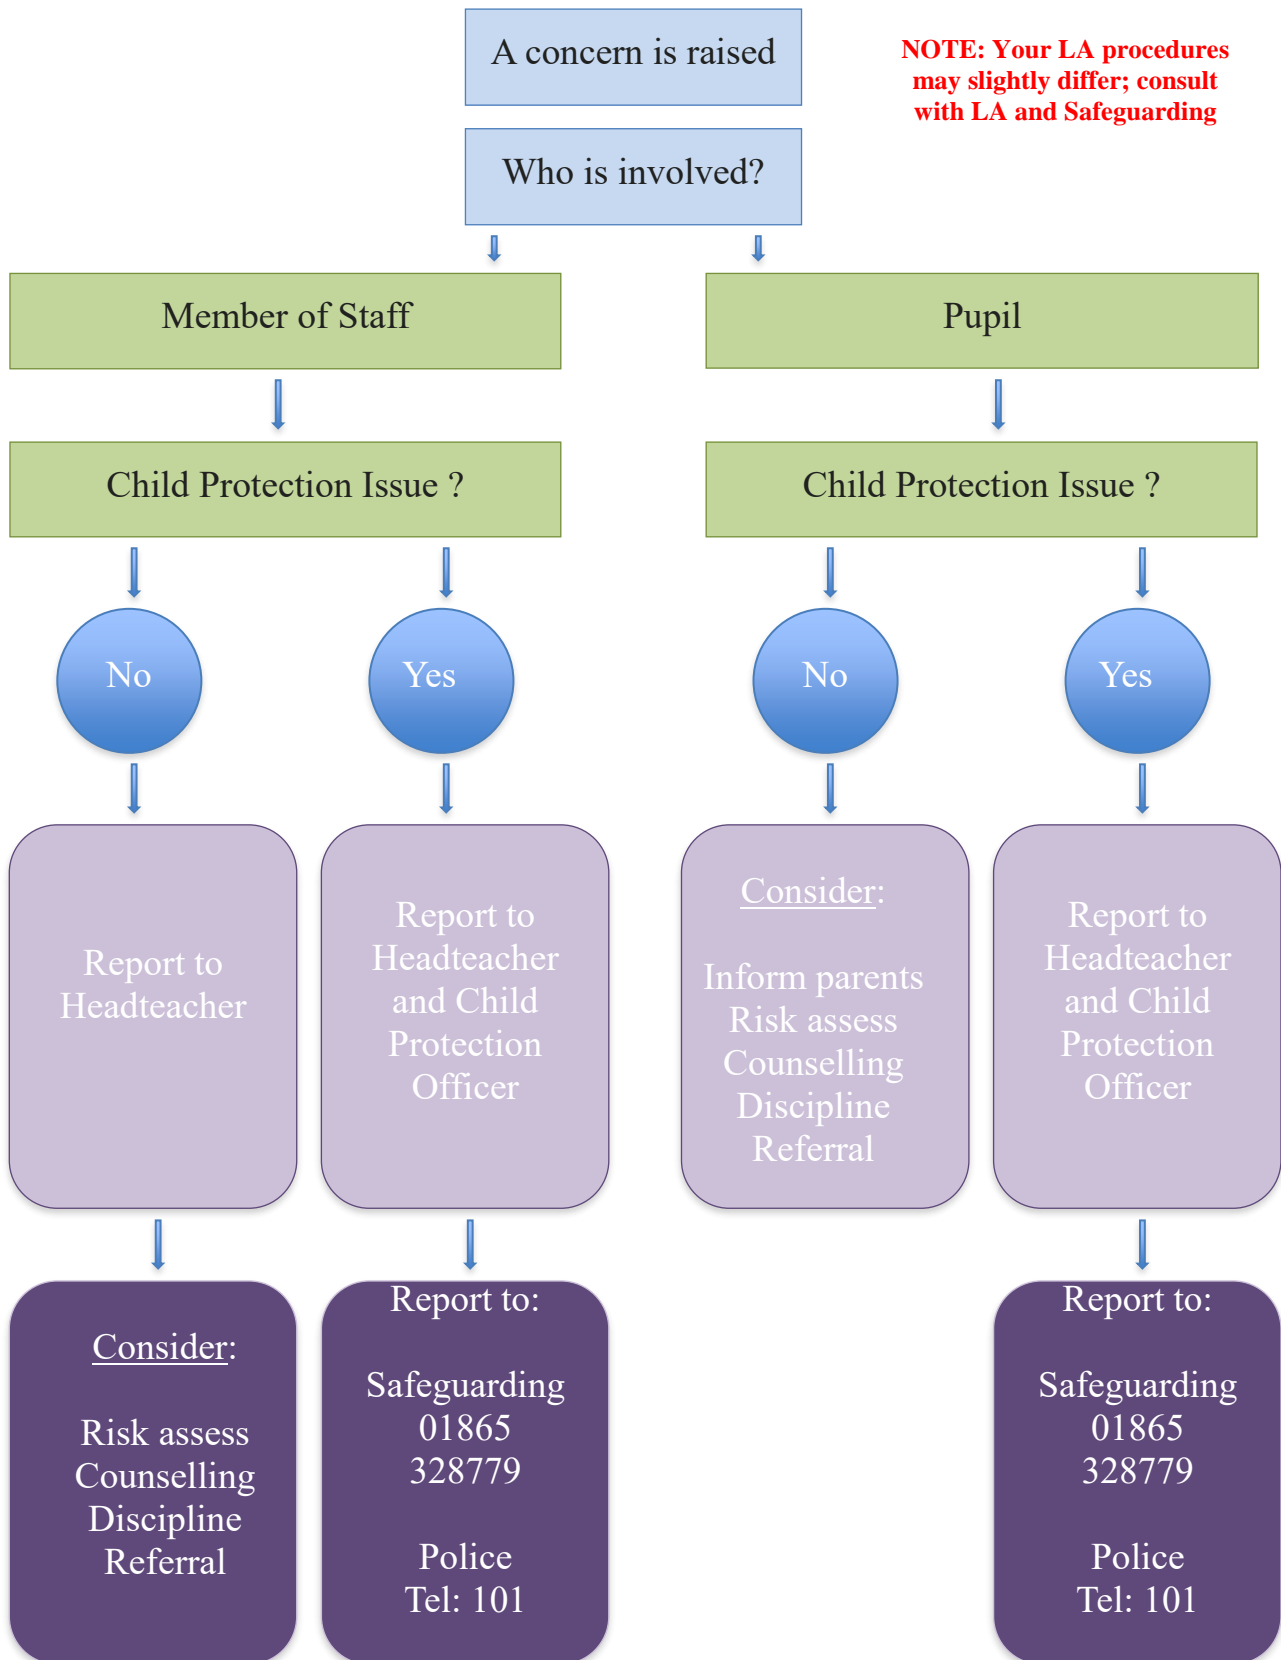 A concern is raised
NOTE: Your LA procedures
may slightly differ; consult
with LA and Safeguarding
Who is involved?
Member of Staff
Pupil
Child Protection Issue ?
Child Protection Issue ?
No
Yes
No
Yes
Report to
Headteacher
Report to
Headteacher
and Child
Protection
Officer
Consider:
Inform parents
Risk assess
Counselling
Discipline
Referral
Report to
Headteacher
and Child
Protection
Officer
Consider:
Risk assess
Counselling
Discipline
Referral
Report to:
Safeguarding
01865
328779
Police
Tel: 101
Report to:
Safeguarding
01865
328779
Police
Tel: 101